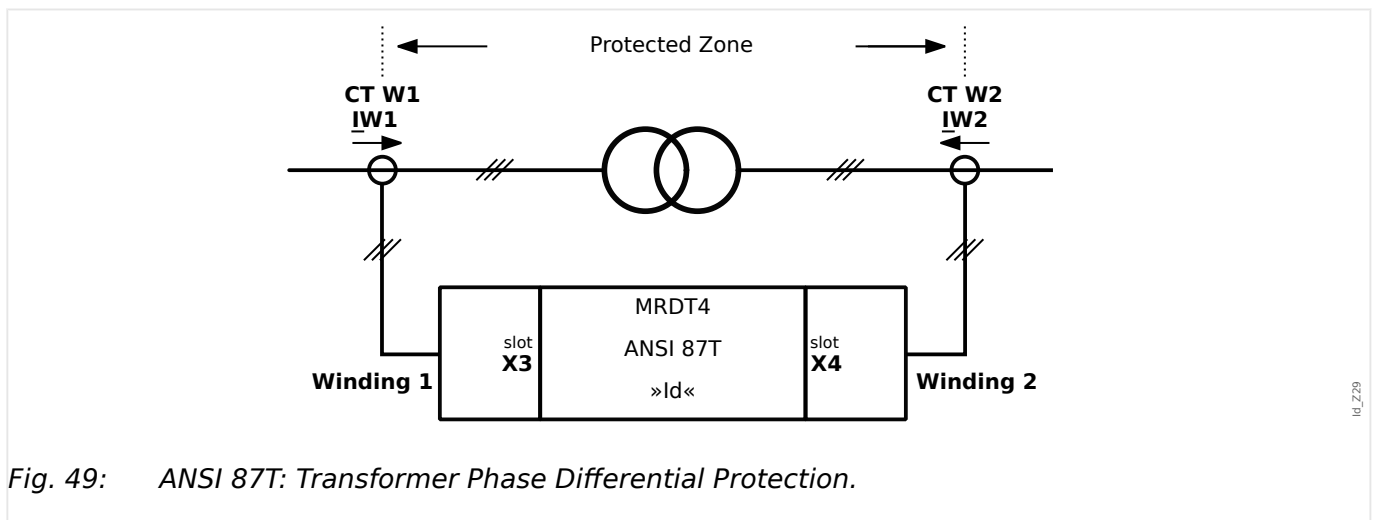 Protected Zone
CT W1
IW1
CT W2
IW2
MRDT4
ANSI 87T
»Id«
slot
X3
slot
X4
Winding 1
Winding 2
Id_Z29
Fig. 49: ANSI 87T: Transformer Phase Differential Protection.